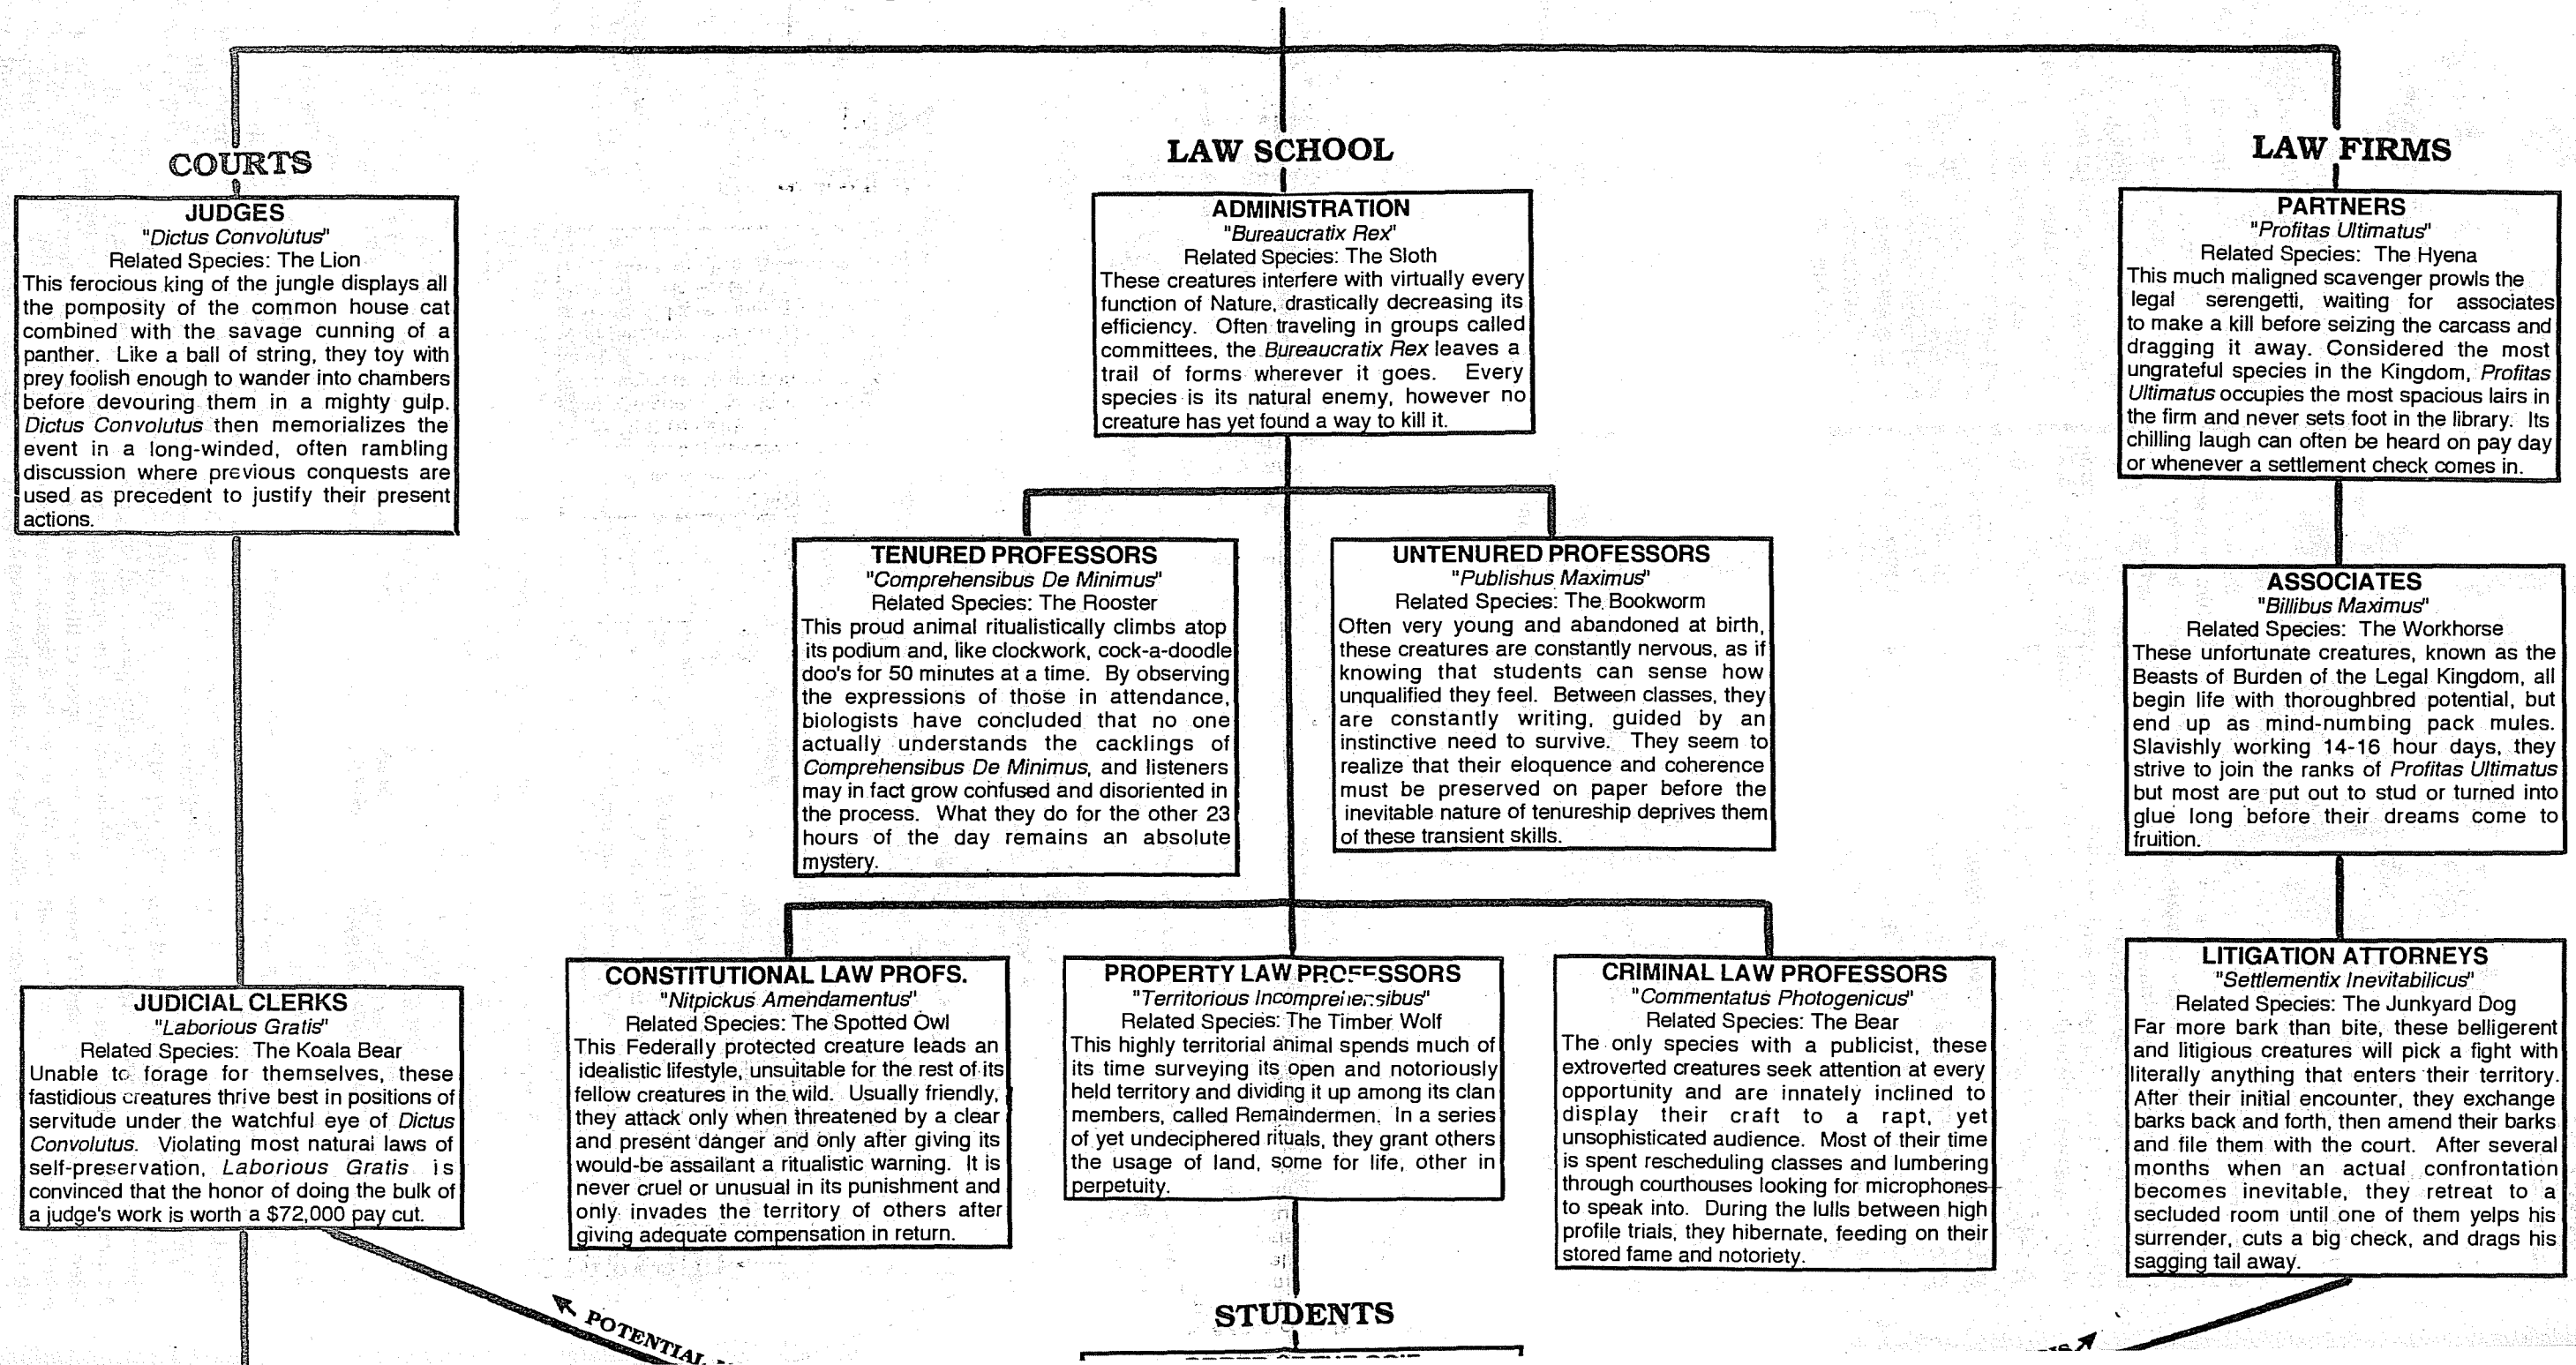 COURTS
JUDGES
"Dictus Convolutus"
Related Species: The Lion
This ferocious king of the jungle displays all
the pomposity of the common house cat
combined with the savage cunning of a
panther. Like a ball of string, they toy with
prey foolish enough to wander into chambers
before devouring them in a mighty gulp.
Dictus Convolutus then memorializes the
event in a long-winded, often rambling
discussion where previous conquests are
used as precedent to justify their present
actions.
JUDICIAL CLERKS
"Laborious Gratis"
Related Species: The Koala Bear
Unable to forage for themselves, these
fastidious creatures thrive best in positions of
servitude under the watchful eye of Dictus
Convolutus. Violating most natural laws of
self-preservation, Laborious Gratis is
convinced that the honor of doing the bulk of
a judge's work is worth a $72,000 pay cut.
POTENTIAL
LAW SCHOOL
ADMINISTRATION
"Bureaucratix Rex"
Related Species: The Sloth
These creatures interfere with virtually every
function of Nature, drastically decreasing its
efficiency. Often traveling in groups called
committees, the Bureaucratix Rex leaves a
trail of forms wherever it goes. Every
species is its natural enemy, however no
creature has yet found a way to kill it.
TENURED PROFESSORS
"Comprehensibus De Minimus"
Related Species: The Rooster
This proud animal ritualistically climbs atop
its podium and, like clockwork, cock-a-doodle
doo's for 50 minutes at a time. By observing
the expressions of those in attendance,
biologists have concluded that no one
actually understands the cacklings of
Comprehensibus De Minimus, and listeners
may in fact grow confused and disoriented in
the process. What they do for the other 23
hours of the day remains an absolute
mystery.
UNTENURED PROFESSORS
"Publishus Maximus"
Related Species: The Bookworm
Often very young and abandoned at birth,
these creatures are constantly nervous, as if
knowing that students can sense how
unqualified they feel. Between classes, they
are constantly writing, guided by an
instinctive need to survive. They seem to
realize that their eloquence and coherence
must be preserved on paper before the
inevitable nature of tenureship deprives them
of these transient skills.
CONSTITUTIONAL LAW PROFS.
"Nitpickus Amendamentus"
Related Species: The Spotted Owl
This Federally protected creature leads an
idealistic lifestyle, unsuitable for the rest of its
fellow creatures in the wild. Usually friendly,
they attack only when threatened by a clear
and present danger and only after giving its
would-be assailant a ritualistic warning. It is
never cruel or unusual in its punishment and
only invades the territory of others after
giving adequate compensation in return.
PROPERTY LAW PROFESSORS
"Territorious Incomprehensibus"
Related Species: The Timber Wolf
This highly territorial animal spends much of
its time surveying its open and notoriously
held territory and dividing it up among its clan
members, called Remaindermen. In a series
of yet undeciphered rituals, they grant others
the usage of land, some for life, other in
perpetuity.
CRIMINAL LAW PROFESSORS
"Commentatus Photogenicus"
Related Species: The Bear
The only species with a publicist, these
extroverted creatures seek attention at every
opportunity and are innately inclined to
display their craft to a rapt, yet
unsophisticated audience. Most of their time
is spent rescheduling classes and lumbering
through courthouses looking for microphones
to speak into. During the lulls between high
profile trials, they hibernate, feeding on their
stored fame and notoriety.
STUDENTS
LAW FIRMS
PARTNERS
"Profitas Ultimatus"
Related Species: The Hyena
This much maligned scavenger prowls the
legal serengetti, waiting for associates
to make a kill before seizing the carcass and
dragging it away. Considered the most
ungrateful species in the Kingdom, Profitas
Ultimatus occupies the most spacious lairs in
the firm and never sets foot in the library. Its
chilling laugh can often be heard on pay day
or whenever a settlement check comes in.
ASSOCIATES
"Billibus Maximus"
Related Species: The Workhorse
These unfortunate creatures, known as the
Beasts of Burden of the Legal Kingdom, all
begin life with thoroughbred potential, but
end up as mind-numbing pack mules.
Slavishly working 14-16 hour days, they
strive to join the ranks of Profitas Ultimatus
but most are put out to stud or turned into
glue long before their dreams come to
fruition.
LITIGATION ATTORNEYS
"Settlementix Inevitabilicus"
Related Species: The Junkyard Dog
Far more bark than bite, these belligerent
and litigious creatures will pick a fight with
literally anything that enters their territory.
After their initial encounter, they exchange
barks back and forth, then amend their barks
and file them with the court. After several
months when an actual confrontation
becomes inevitable, they retreat to a
secluded room until one of them yelps his
surrender, cuts a big check, and drags his
sagging tail away.